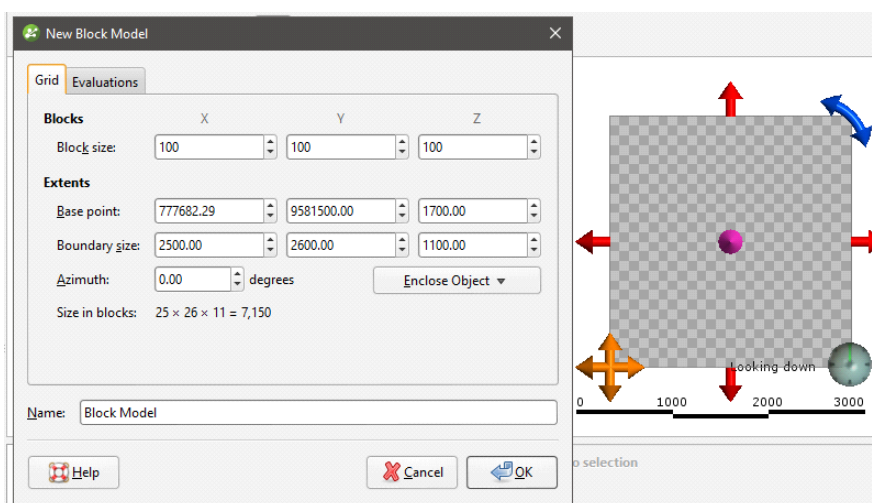 New Block Model
Grid Evaluations
Blocks X Y Z
Block size: 100 100 100
Extents
Base point: 777682.29 9581500.00 1700.00
Boundary size: 2500.00 2600.00 1100.00
Azimuth: 0.00 degrees Enclose Object
Size in blocks: 25 × 26 × 11 = 7,150
Looking down
0 1000 2000 3000
Name: Block Model
Help Cancel OK
o selection